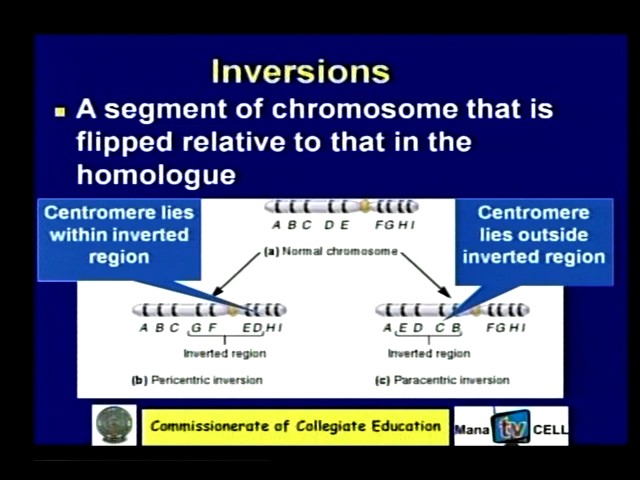 Inversions
A segment of chromosome that is
flipped relative to that in the
homologue
Centromere lies
within inverted
region
A B C D E F G H I
(a) Normal chromosome
Centromere
lies outside
inverted region
A B C G F E D H I
Inverted region
(b) Pericentric inversion
A E D C B F G H I
Inverted region
(c) Paracentric inversion
Commissionerate of Collegiate Education
Mana tv CELL